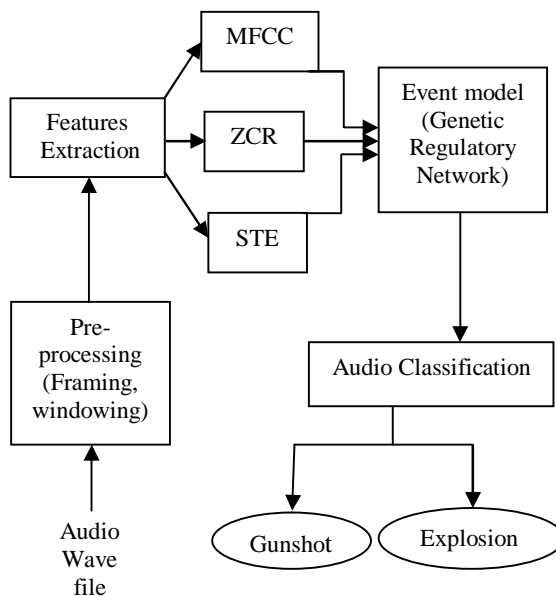 MFCC
Features
Extraction
ZCR
STE
Event model
(Genetic
Regulatory
Network)
Pre-
processing
(Framing,
windowing)
Audio Classification
Audio
Wave
file
Gunshot
Explosion